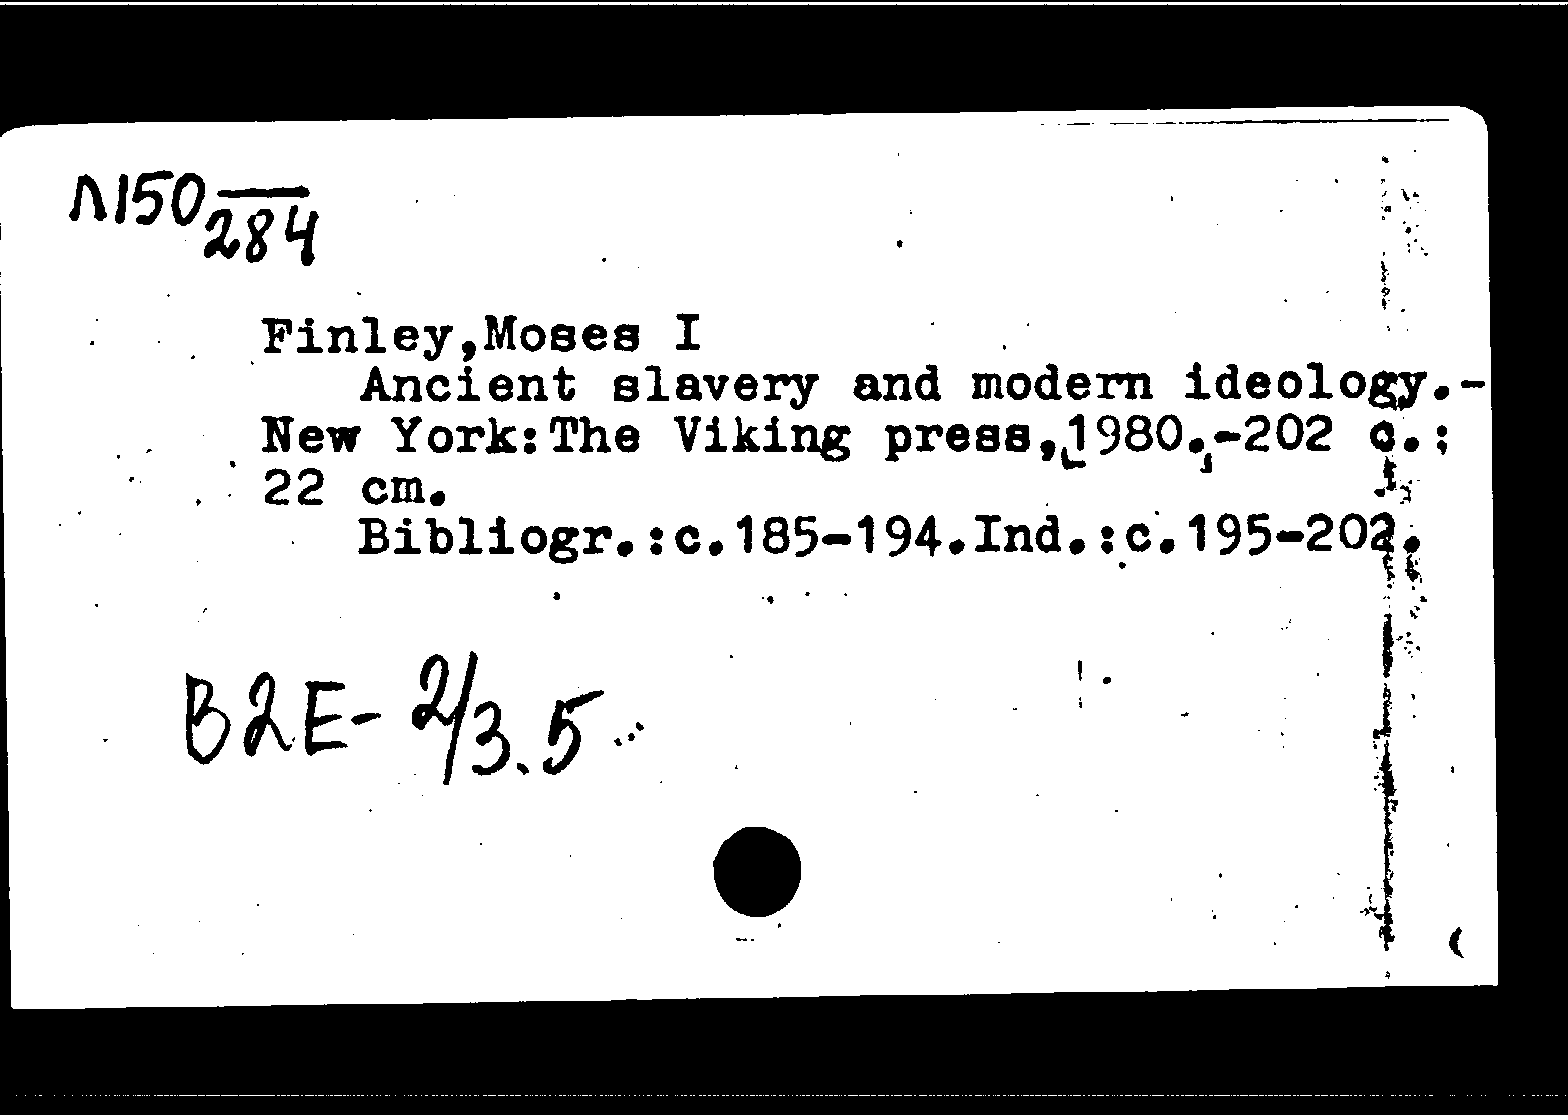 Л150
284
Finley,Moses I
Ancient slavery and modern ideology.-
New York:The Viking press,1980.-202 c.;
22 cm.
Bibliogr.:c.185-194.Ind.:c.195-202.
B2E-2/3.5